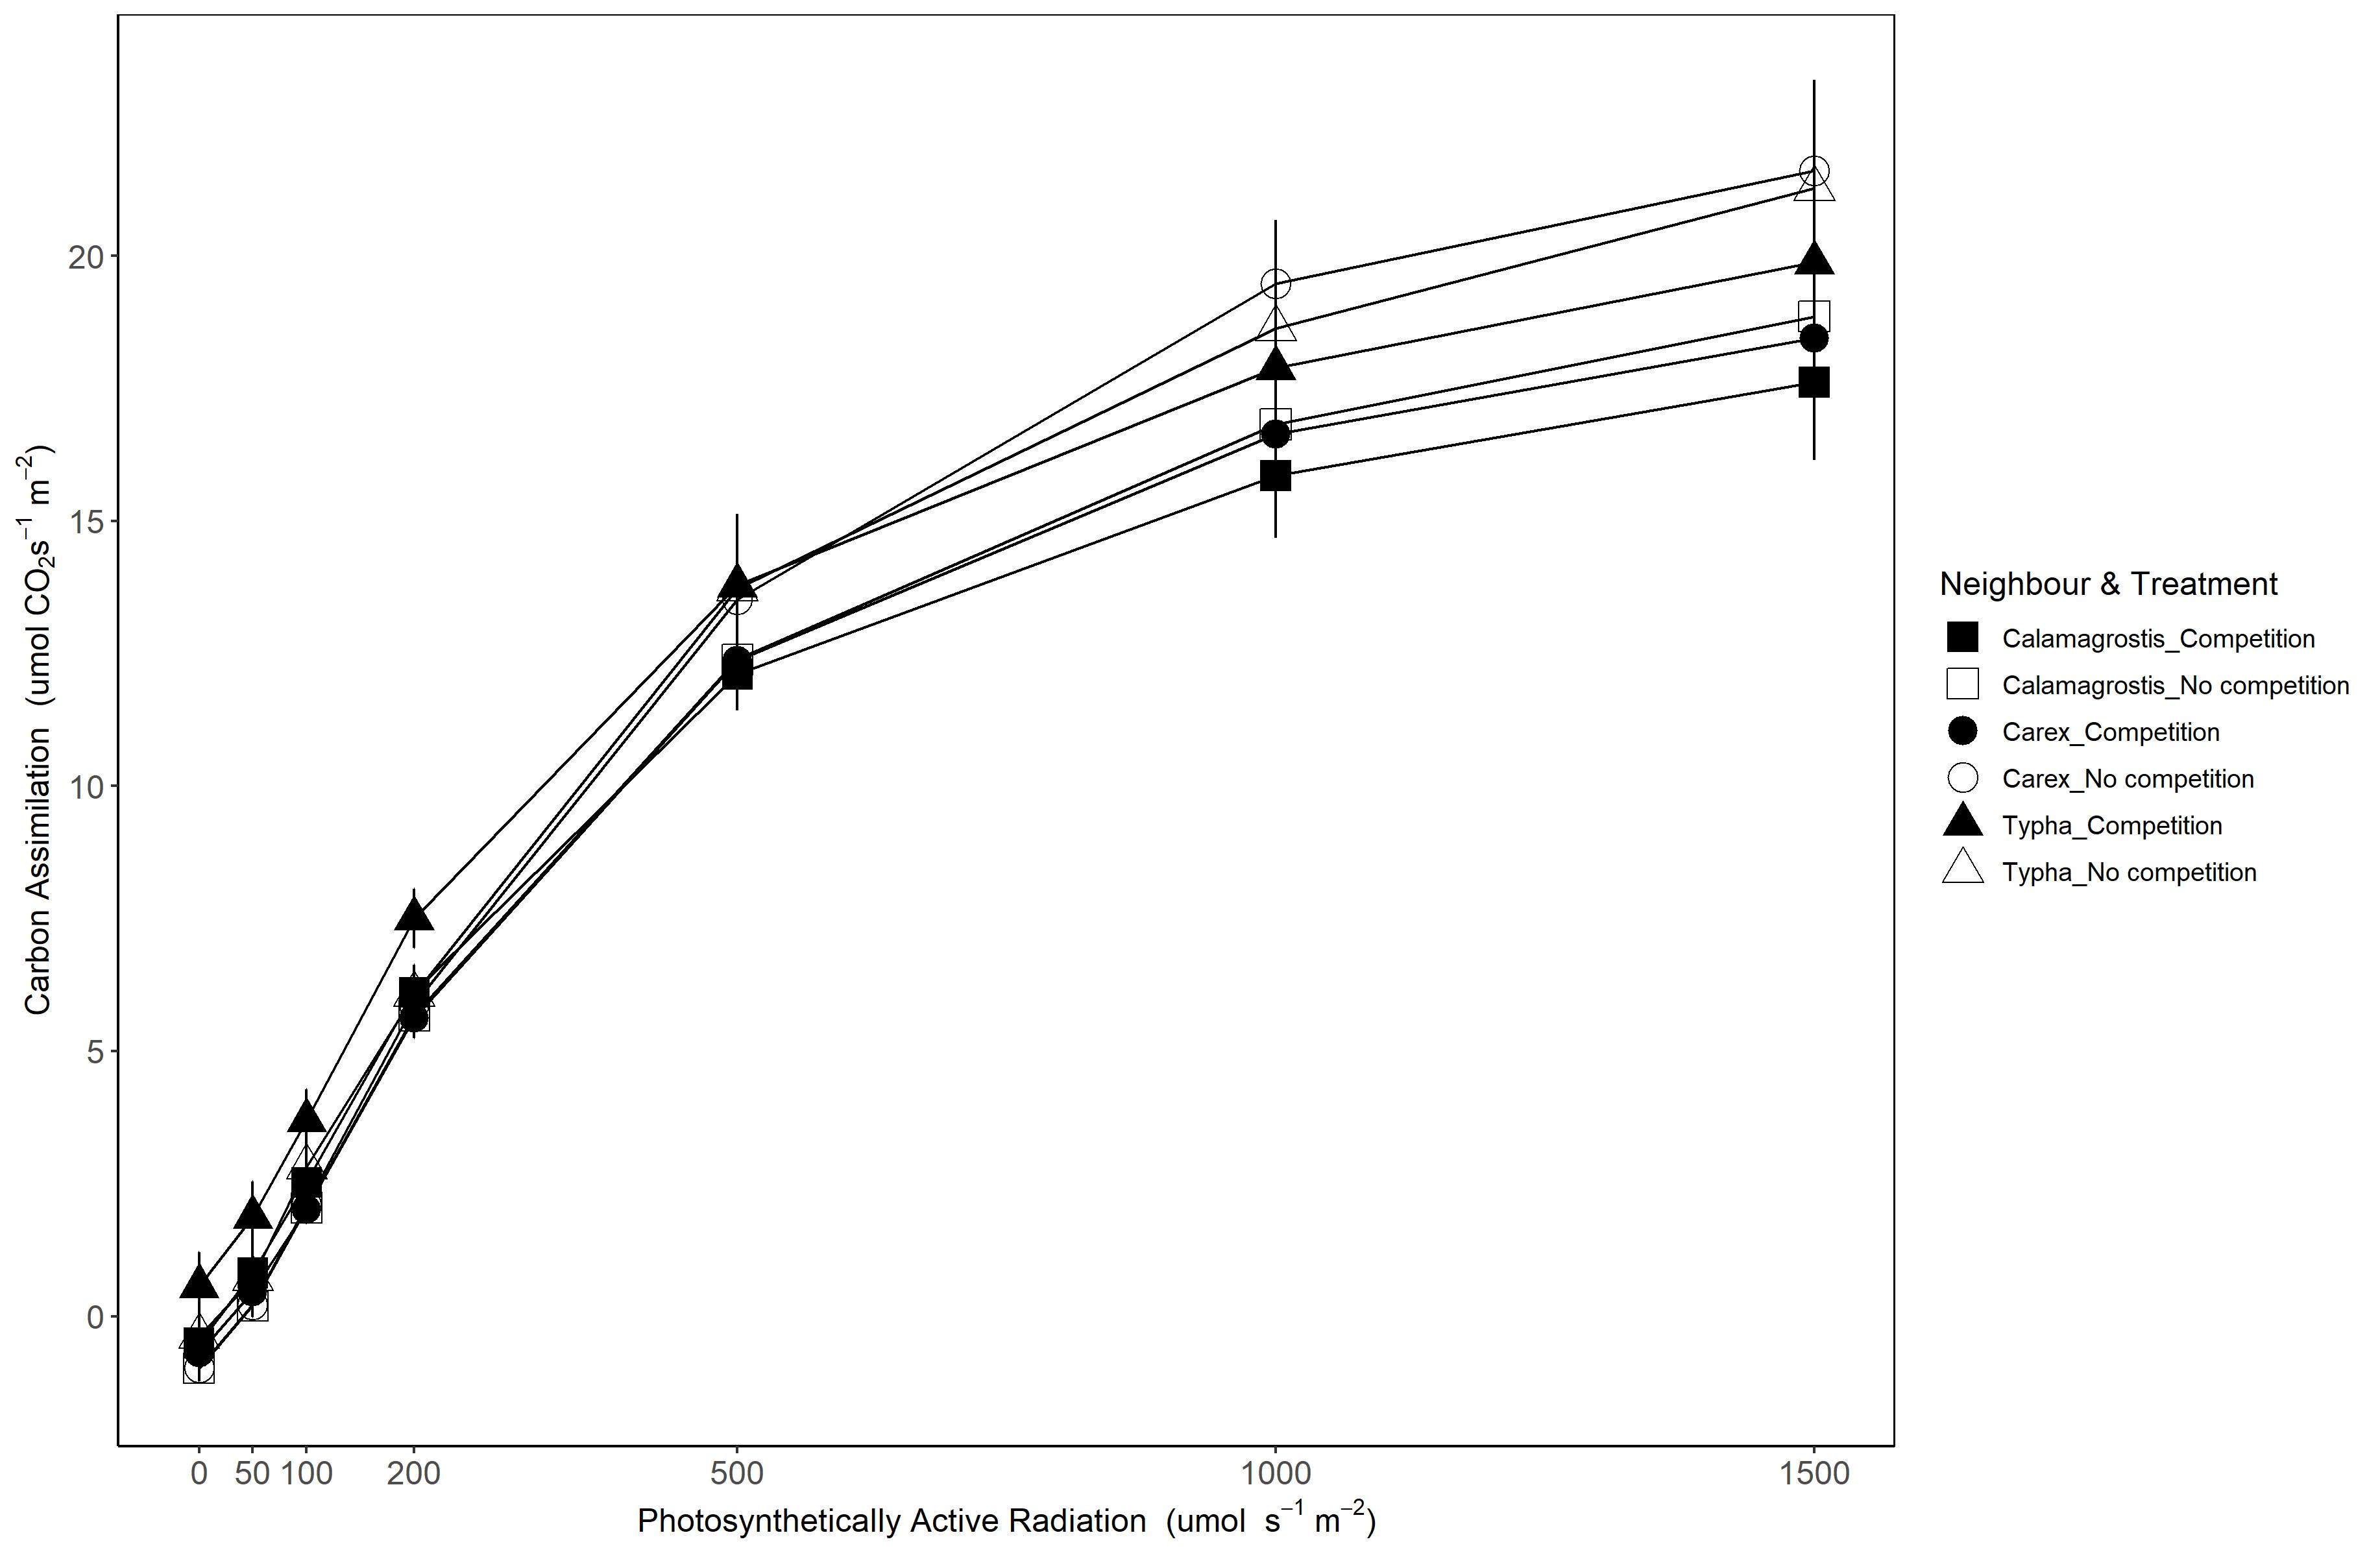 20
15
10
5
0
Carbon Assimilation (umol CO₂s⁻¹ m⁻²)
0 50 100 200 500 1000 1500
Photosynthetically Active Radiation (umol s⁻¹ m⁻²)
Neighbour & Treatment
Calamagrostis_Competition
Calamagrostis_No competition
Carex_Competition
Carex_No competition
Typha_Competition
Typha_No competition